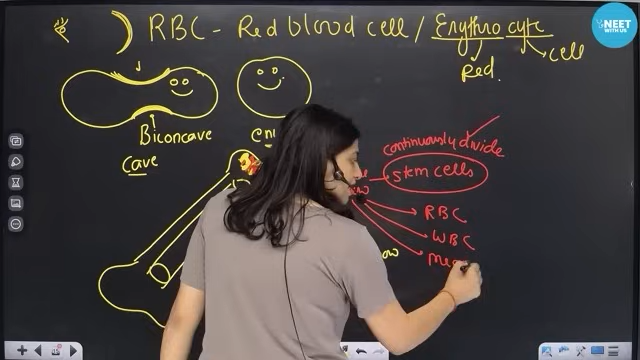 RBC - Red blood cell / Erythrocyte
Red.
cell
Biconcave
cave
continuously divide
stem cells
RBC
WBC
NEET
WITH US